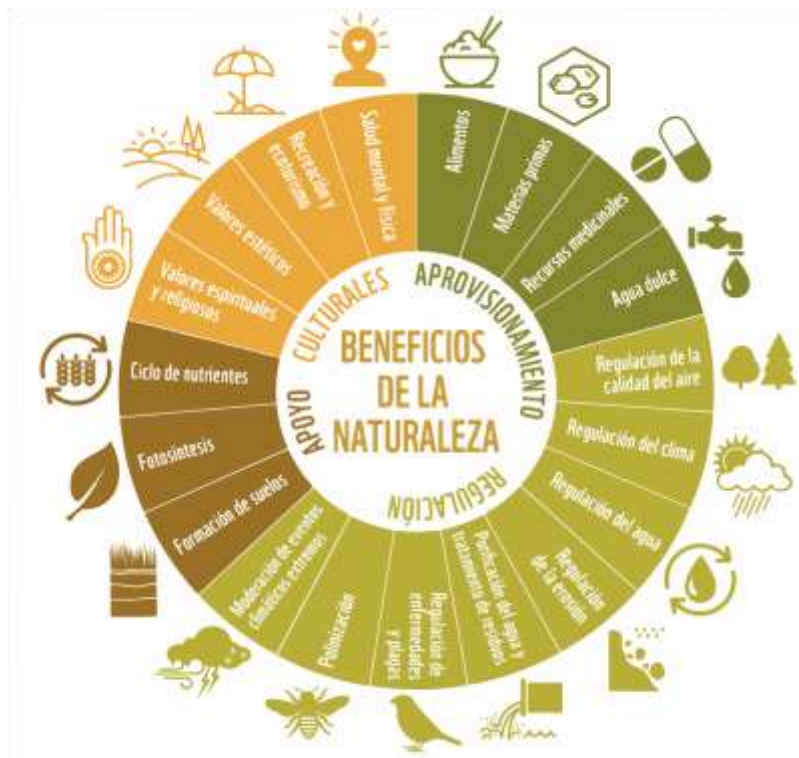 BENEFICIOS
DE LA
NATURALEZA
APROVISIONAMIENTO
Alimentos
Materias primas
Recursos medicinales
Agua dulce
REGULACIÓN
Regulación de la
calidad del aire
Regulación del clima
Regulación del agua
Regulación
de la erosión
Purificación del agua y
tratamiento de residuos
Regulación de
enfermedades
y plagas
Polinización
Moderación de eventos
climáticos extremos
APOYO
Formación de suelos
Fotosíntesis
Ciclo de nutrientes
CULTURALES
Valores espirituales
y religiosos
Valores estéticos
Recreación y
ecoturismo
Salud mental y física